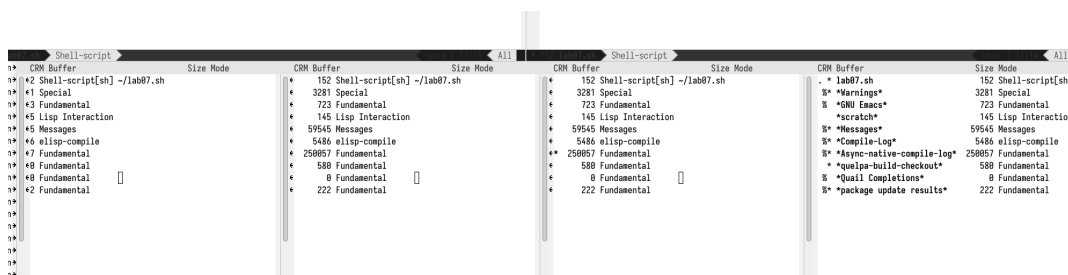 Shell-script All Shell-script All
CRM Buffer Size Mode CRM Buffer Size Mode CRM Buffer Size Mode CRM Buffer Size Mode
2 Shell-script[sh] ~/lab07.sh 152 Shell-script[sh] ~/lab07.sh 152 Shell-script[sh] ~/lab07.sh . * lab07.sh 152 Shell-script[sh
1 Special 3281 Special 3281 Special %* *Warnings* 3281 Special
3 Fundamental 723 Fundamental 723 Fundamental % *GNU Emacs* 723 Fundamental
5 Lisp Interaction 145 Lisp Interaction 145 Lisp Interaction *scratch* 145 Lisp Interactio
5 Messages 59545 Messages 59545 Messages %* *Messages* 59545 Messages
6 elisp-compile 5486 elisp-compile 5486 elisp-compile %* *Compile-Log* 5486 elisp-compile
7 Fundamental 250057 Fundamental * 250057 Fundamental %* *Async-native-compile-log* 250057 Fundamental
0 Fundamental 580 Fundamental 580 Fundamental * *quelpa-build-checkout* 580 Fundamental
0 Fundamental 0 Fundamental 0 Fundamental % *Quail Completions* 0 Fundamental
2 Fundamental 222 Fundamental 222 Fundamental %* *package update results* 222 Fundamental